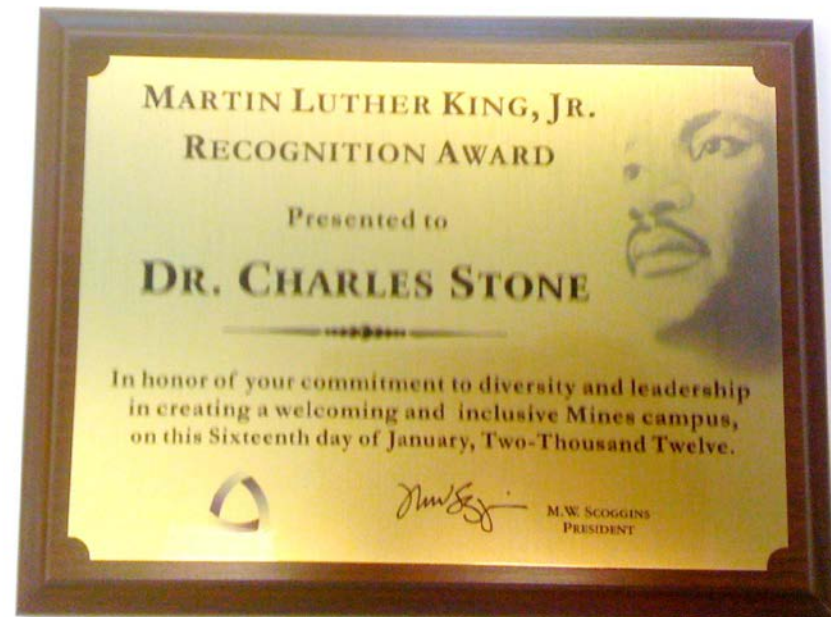 MARTIN LUTHER KING, JR.
RECOGNITION AWARD
Presented to
DR. CHARLES STONE
In honor of your commitment to diversity and leadership
in creating a welcoming and inclusive Mines campus,
on this Sixteenth day of January, Two-Thousand Twelve.
M.W. SCOGGINS
PRESIDENT